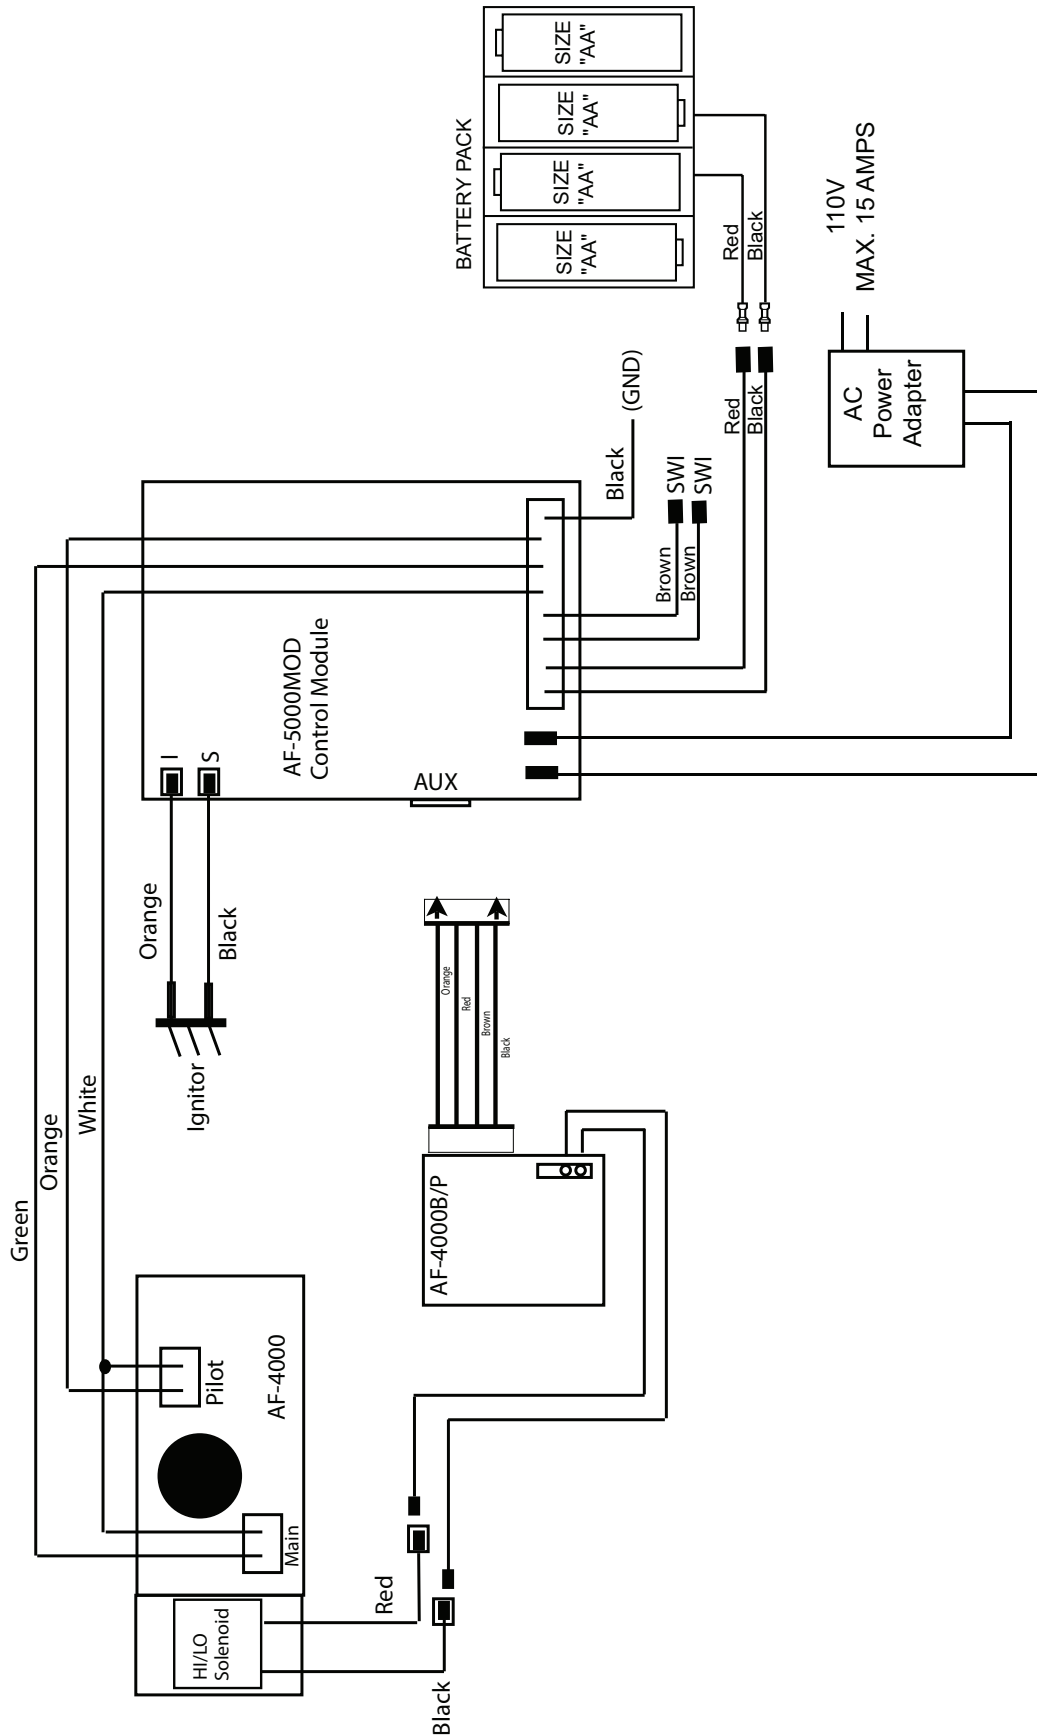 BATTERY PACK
SIZE
"AA"
SIZE
"AA"
SIZE
"AA"
SIZE
"AA"
Red
Black
110V
MAX. 15 AMPS
AC
Power
Adapter
Red
Black
(GND)
Black
SWI
SWI
Brown
Brown
AF-5000MOD
Control Module
I
S
AUX
Orange
Black
Ignitor
Green
Orange
White
Orange
Red
Brown
Black
AF-4000B/P
Pilot
AF-4000
Main
HI/LO
Solenoid
Red
Black